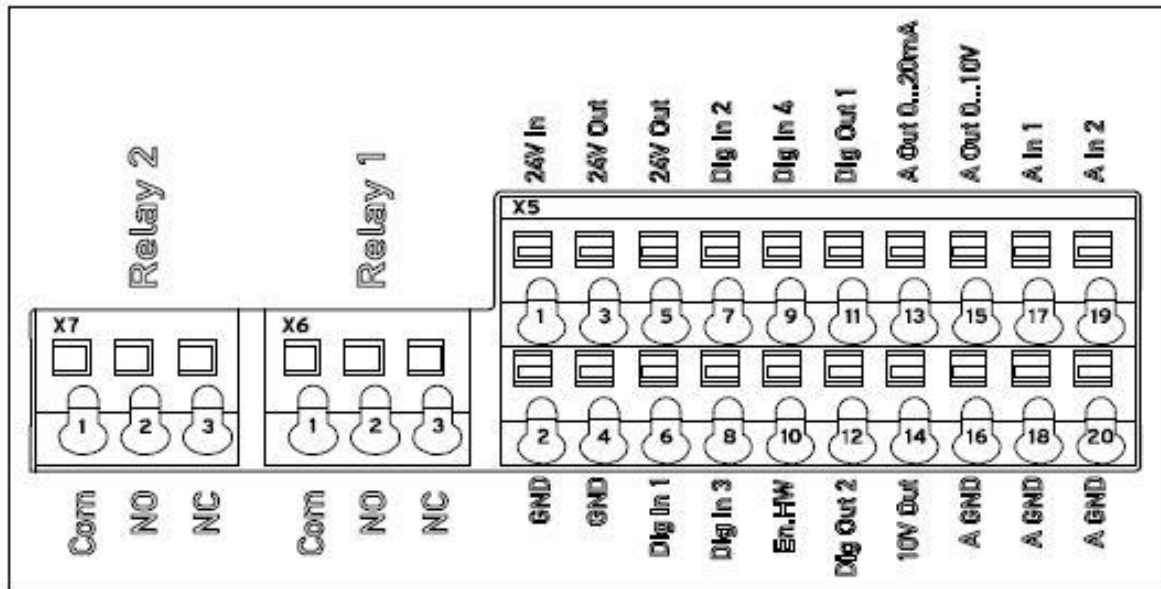 24V In
24V Out
24V Out
Dig In 2
Dig In 4
Dig Out 1
A Out 0...20mA
A Out 0...10V
A In 1
A In 2
Relay 2
Relay 1
X5
1 3 5 7 9 11 13 15 17 19
X7
X6
2 4 6 8 10 12 14 16 18 20
1 2 3
1 2 3
Com
NO
NC
Com
NO
NC
GND
GND
Dig In 1
Dig In 3
En.HW
Dig Out 2
10V Out
A GND
A GND
A GND